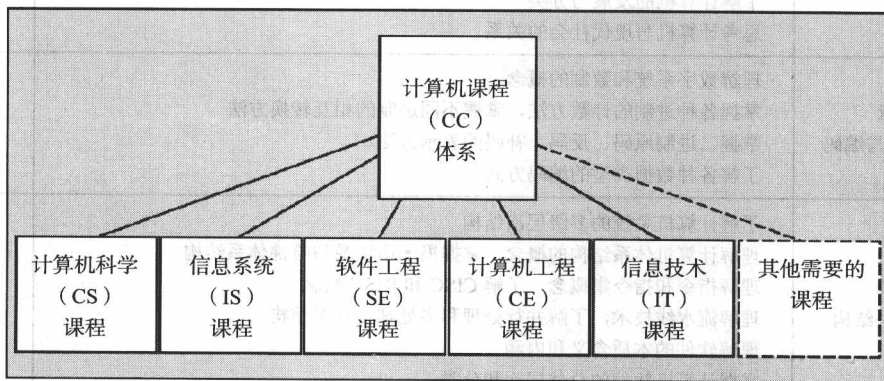 计算机课程
（CC）
体系
计算机科学
（CS）
课程
信息系统
（IS）
课程
软件工程
（SE）
课程
计算机工程
（CE）
课程
信息技术
（IT）
课程
其他需要的
课程